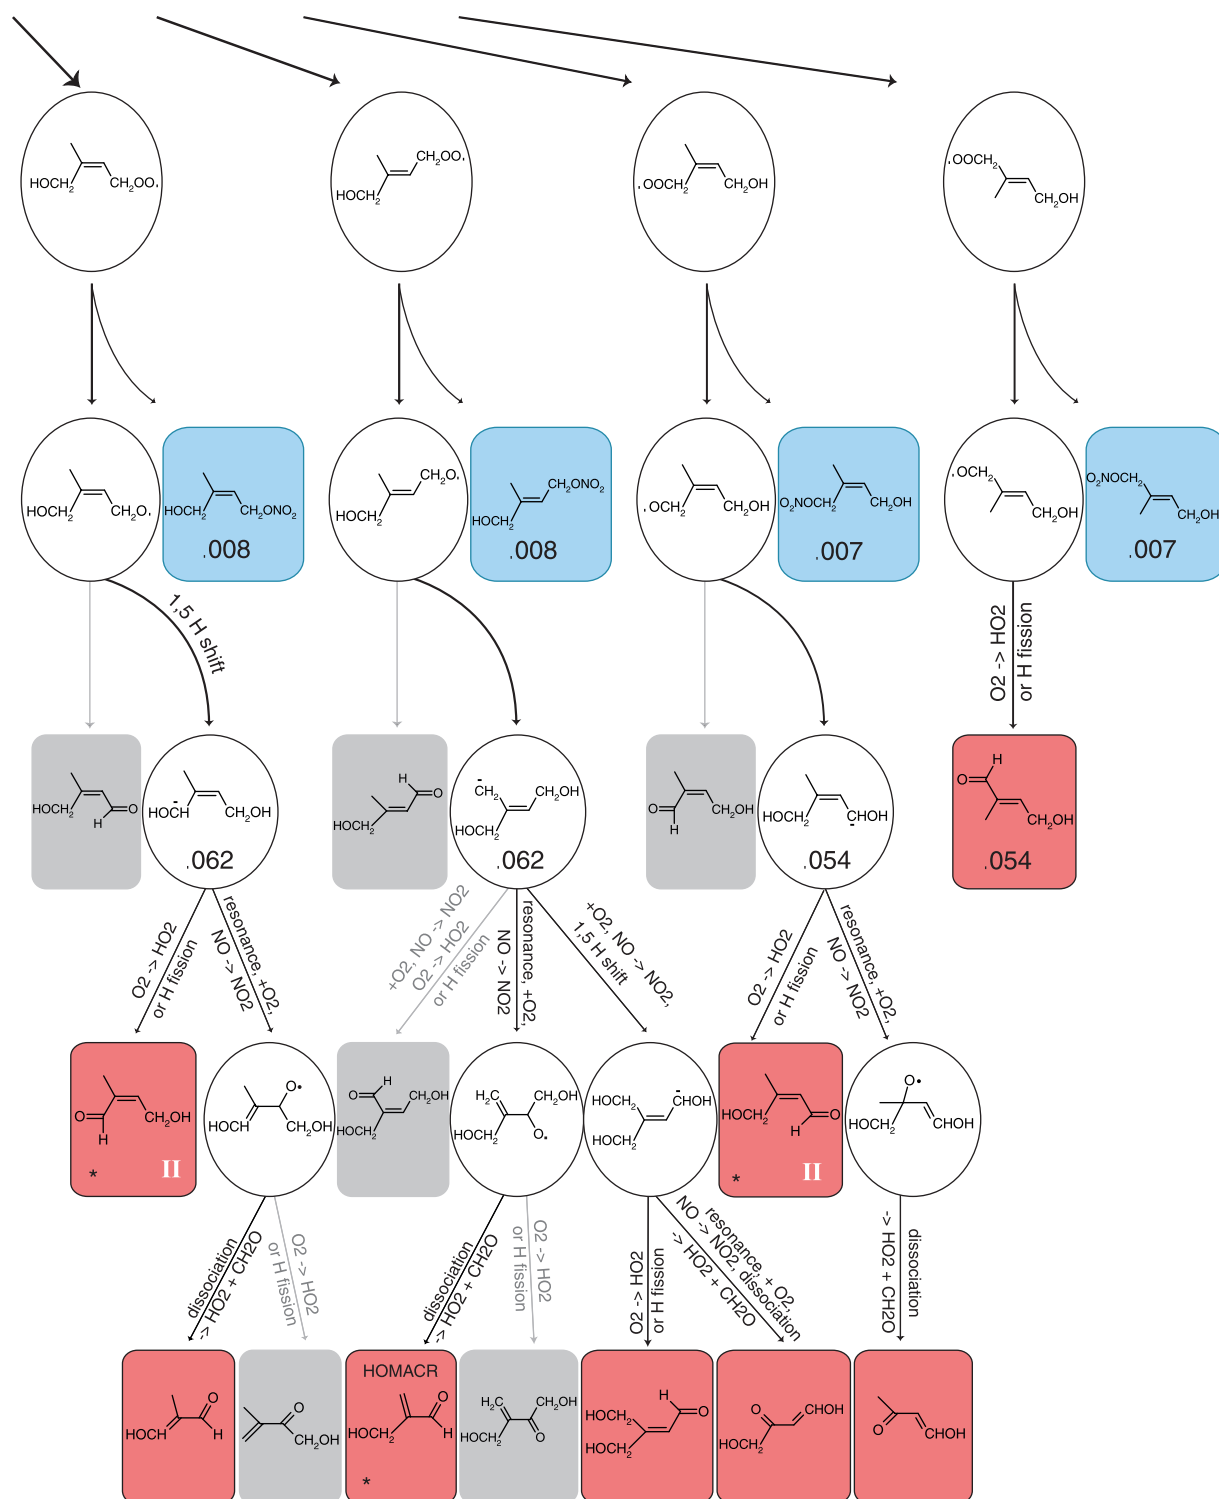 HOCH2
CH2OO.
CH2OO.
HOCH2
.OOCH2
CH2OH
.OOCH2
CH2OH
HOCH2
CH2O.
HOCH2
CH2ONO2
.008
CH2O.
HOCH2
CH2ONO2
HOCH2
.008
.OCH2
CH2OH
O2NOCH2
CH2OH
.007
.OCH2
CH2OH
O2NOCH2
CH2OH
.007
1,5 H shift
O2 -> HO2
or H fission
HOCH2
O
H
HOCH
-
CH2OH
.062
H
O
HOCH2
-
CH2
CH2OH
HOCH2
.062
O
H
CH2OH
HOCH2
CHOH
-
.054
H
O
CH2OH
.054
O2 -> HO2
or H fission
resonance, +O2,
NO -> NO2
+O2, NO -> NO2
O2 -> HO2
or H fission
resonance, +O2,
NO -> NO2
+O2, NO -> NO2,
1,5 H shift
O2 -> HO2
or H fission
resonance, +O2,
NO -> NO2
O
H
CH2OH
*
II
O•
HOCH
CH2OH
H
O
CH2OH
HOCH2
H2C
CH2OH
HOCH2
O•
HOCH2
-
CHOH
HOCH2
HOCH2
H
O
*
II
O•
HOCH2
CHOH
dissociation
-> HO2 + CH2O
O2 -> HO2
or H fission
dissociation
-> HO2 + CH2O
O2 -> HO2
or H fission
O2 -> HO2
or H fission
resonance, + O2,
NO -> NO2, dissociation
-> HO2 + CH2O
-> HO2 + CH2O
dissociation
O
HOCH
H
O
CH2OH
HOMACR
O
HOCH2
H
*
H2C
CH2OH
HOCH2
O
H
HOCH2
O
HOCH2
O
CHOH
HOCH2
O
CHOH